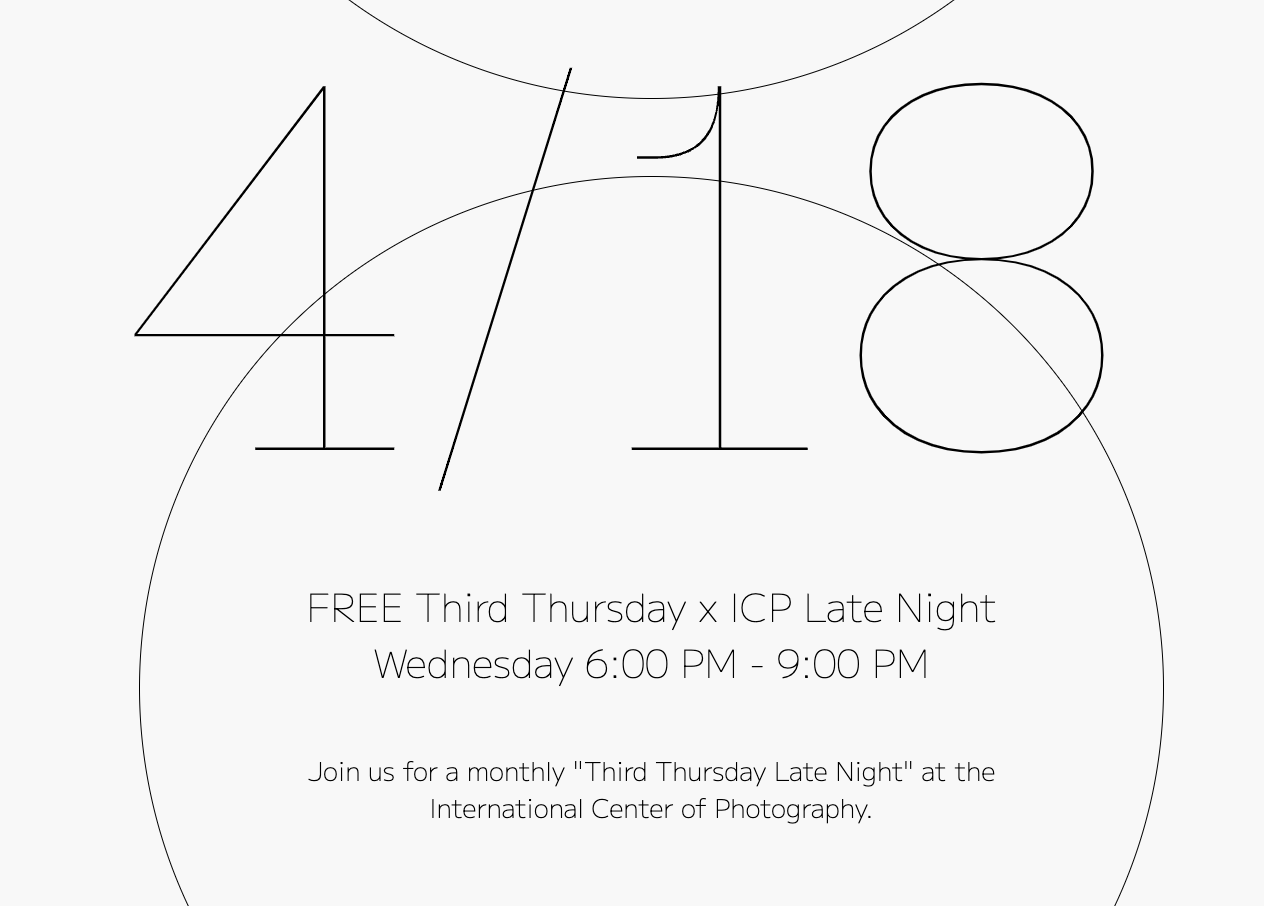 4/18
FREE Third Thursday x ICP Late Night
Wednesday 6:00 PM - 9:00 PM
Join us for a monthly "Third Thursday Late Night" at the
International Center of Photography.